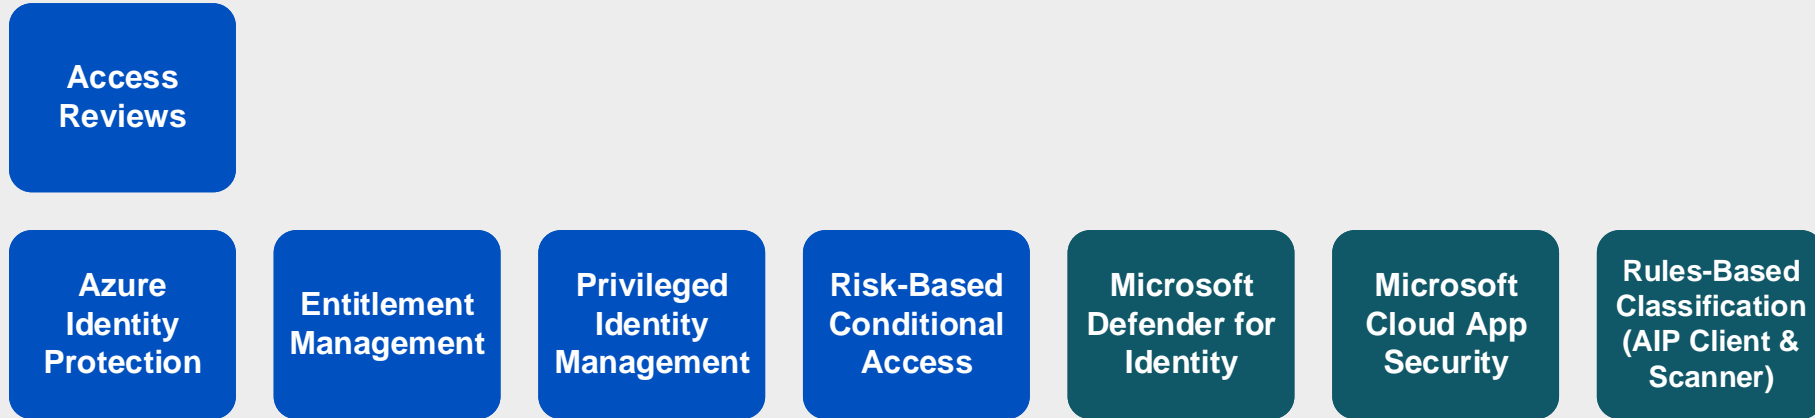 Access
Reviews
Azure
Identity
Protection
Entitlement
Management
Privileged
Identity
Management
Risk-Based
Conditional
Access
Microsoft
Defender for
Identity
Microsoft
Cloud App
Security
Rules-Based
Classification
(AIP Client &
Scanner)